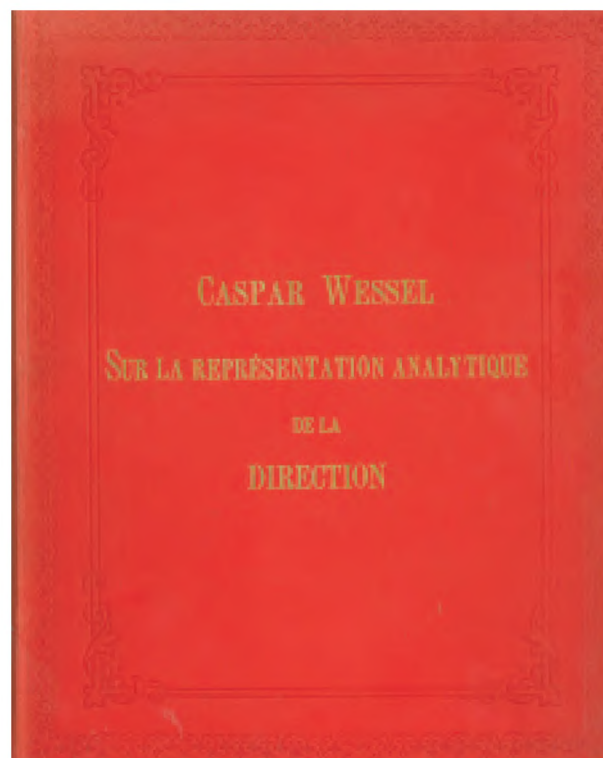 CASPAR WESSEL
SUR LA REPRÉSENTATION ANALYTIQUE
DE LA
DIRECTION